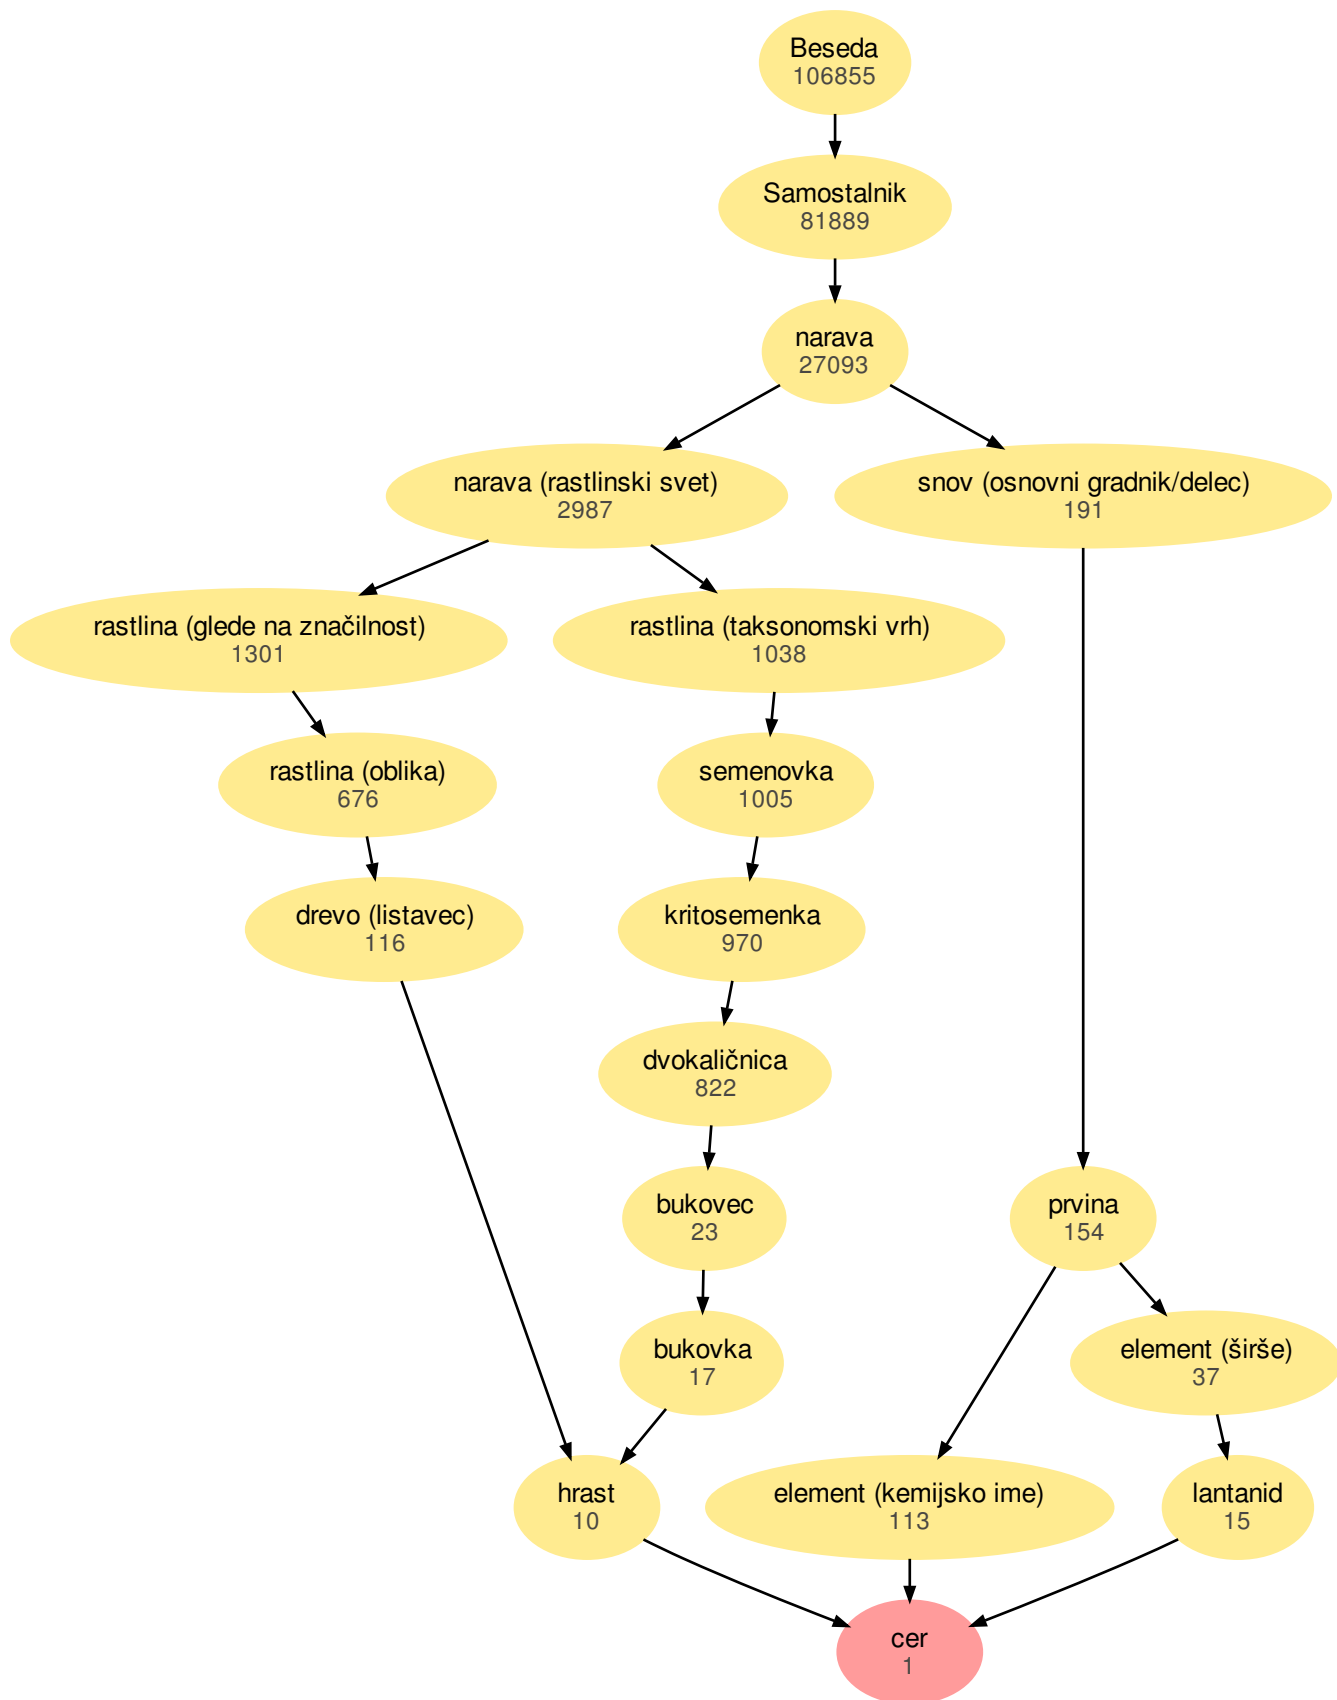 Beseda
106855
Samostalnik
81889
narava
27093
narava (rastlinski svet)
2987
snov (osnovni gradnik/delec)
191
rastlina (glede na značilnost)
1301
rastlina (taksonomski vrh)
1038
rastlina (oblika)
676
semenovka
1005
drevo (listavec)
116
kritosemenka
970
dvokaličnica
822
bukovec
23
prvina
154
bukovka
17
element (širše)
37
hrast
10
element (kemijsko ime)
113
lantanid
15
cer
1